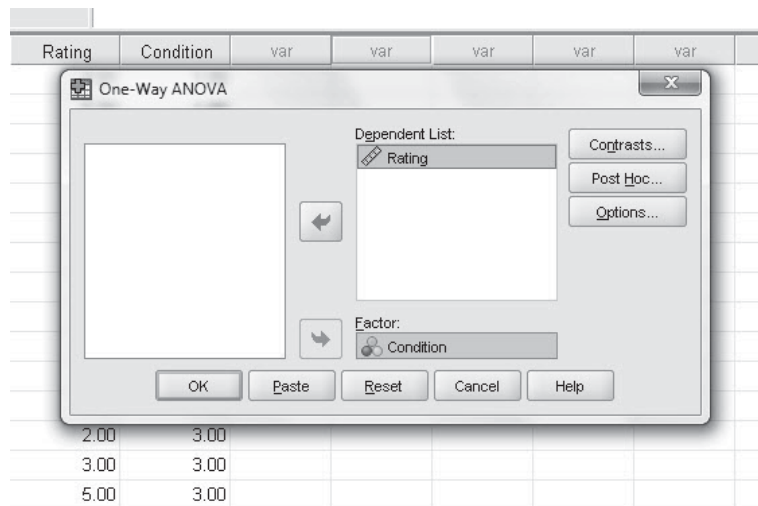 Rating Condition var var var var var
One-Way ANOVA
Dependent List:
Rating
Contrasts...
Post Hoc...
Options...
Factor:
Condition
OK Paste Reset Cancel Help
2.00 3.00
3.00 3.00
5.00 3.00